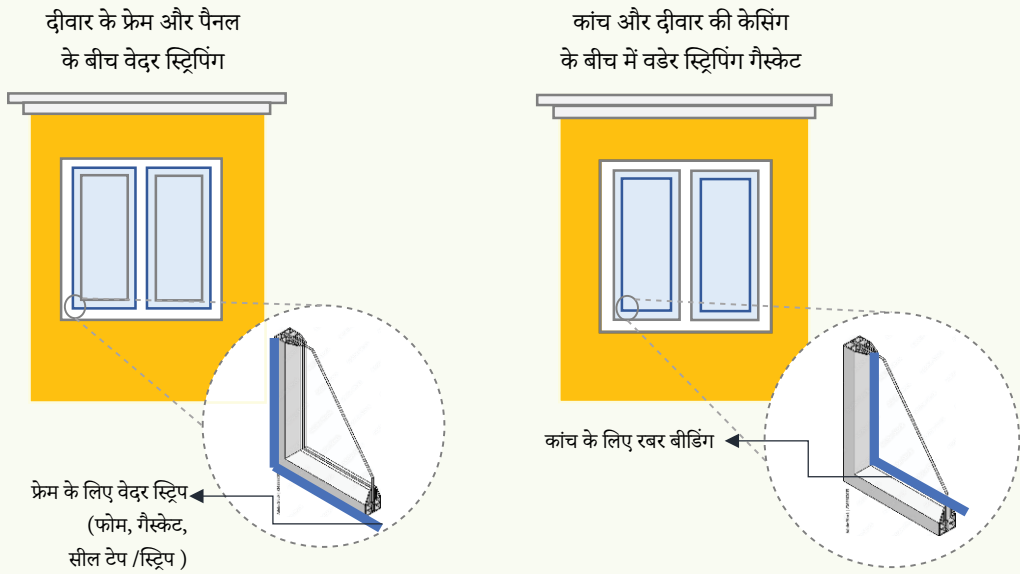 दीवार के फ्रेम और पैनल
के बीच वेदर स्ट्रिपिंग
कांच और दीवार की केसिंग
के बीच में वडेर स्ट्रिपिंग गैस्केट
कांच के लिए रबर बीडिंग
फ्रेम के लिए वेदर स्ट्रिप
(फोम, गैस्केट,
सील टेप /स्ट्रिप )